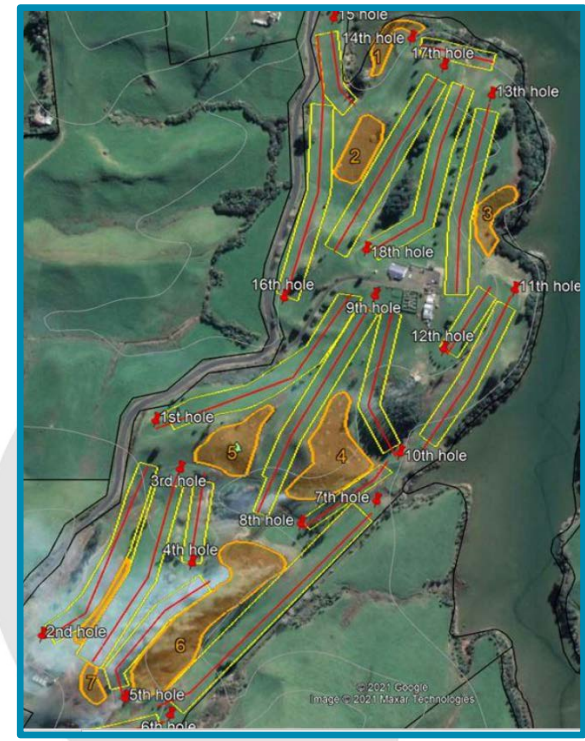 15 hole
14th hole
1
17th hole
13th hole
2
3
18th hole
16th hole
9th hole
11th hole
12th hole
1st hole
5
4
10th hole
3rd hole
7th hole
8th hole
4th hole
2nd hole
6
7
5th hole
6th hole
© 2021 Google
Image © 2021 Maxar Technologies